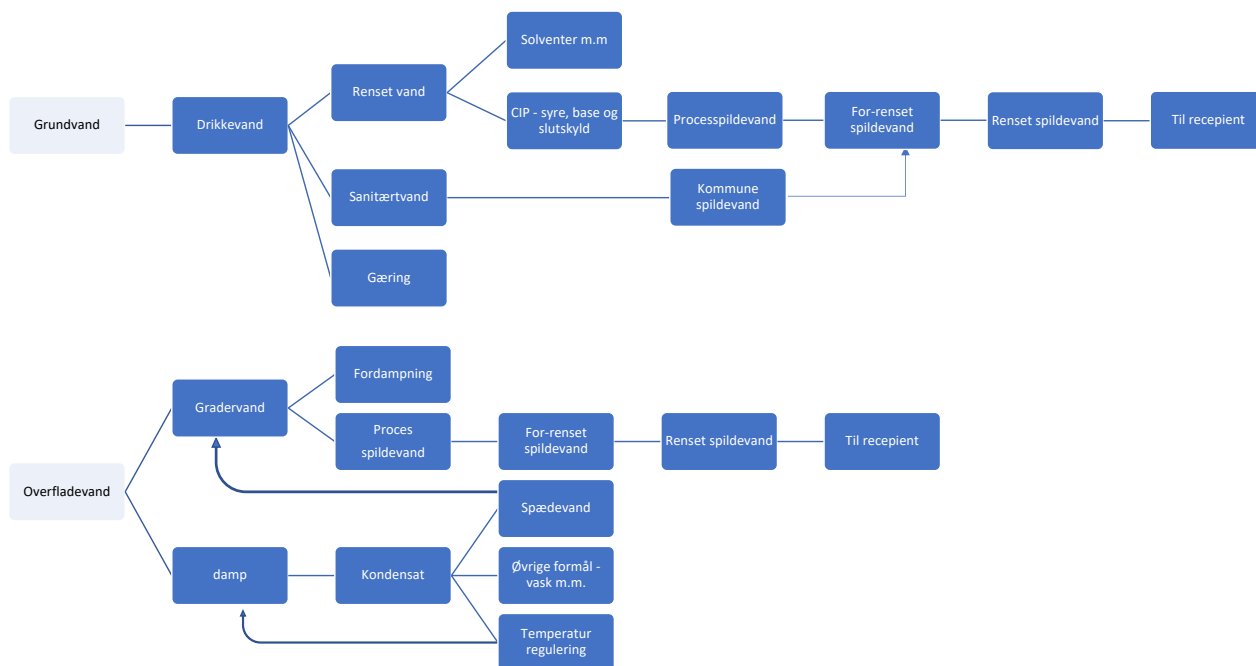 Solventer m.m
Renset vand
Grundvand
Drikkevand
CIP - syre, base og
slutskyld
Processpildevand
For-renset
spildevand
Renset spildevand
Til recepient
Sanitærtvand
Kommune
spildevand
Gæring
Fordampning
Gradervand
Proces
spildevand
For-renset
spildevand
Renset spildevand
Til recepient
Overfladevand
Spædevand
damp
Kondensat
Øvrige formål -
vask m.m.
Temperatur
regulering